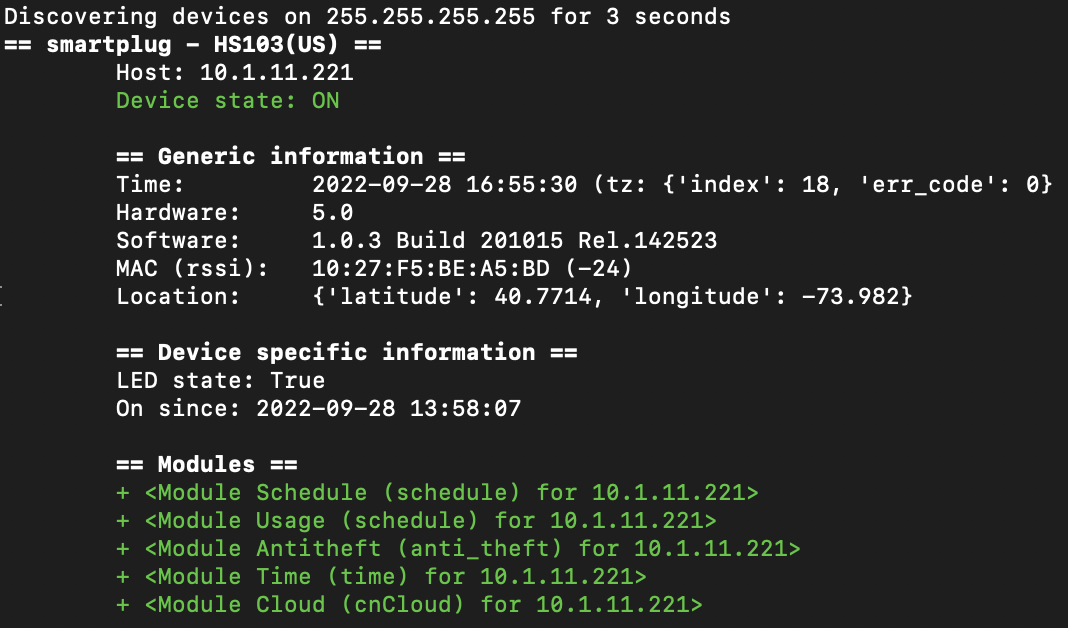 Discovering devices on 255.255.255.255 for 3 seconds
== smartplug - HS103(US) ==
Host: 10.1.11.221
Device state: ON
== Generic information ==
Time: 2022-09-28 16:55:30 (tz: {'index': 18, 'err_code': 0}
Hardware: 5.0
Software: 1.0.3 Build 201015 Rel.142523
MAC (rssi): 10:27:F5:BE:A5:BD (-24)
Location: {'latitude': 40.7714, 'longitude': -73.982}
== Device specific information ==
LED state: True
On since: 2022-09-28 13:58:07
== Modules ==
+ <Module Schedule (schedule) for 10.1.11.221>
+ <Module Usage (schedule) for 10.1.11.221>
+ <Module Antitheft (anti_theft) for 10.1.11.221>
+ <Module Time (time) for 10.1.11.221>
+ <Module Cloud (cnCloud) for 10.1.11.221>